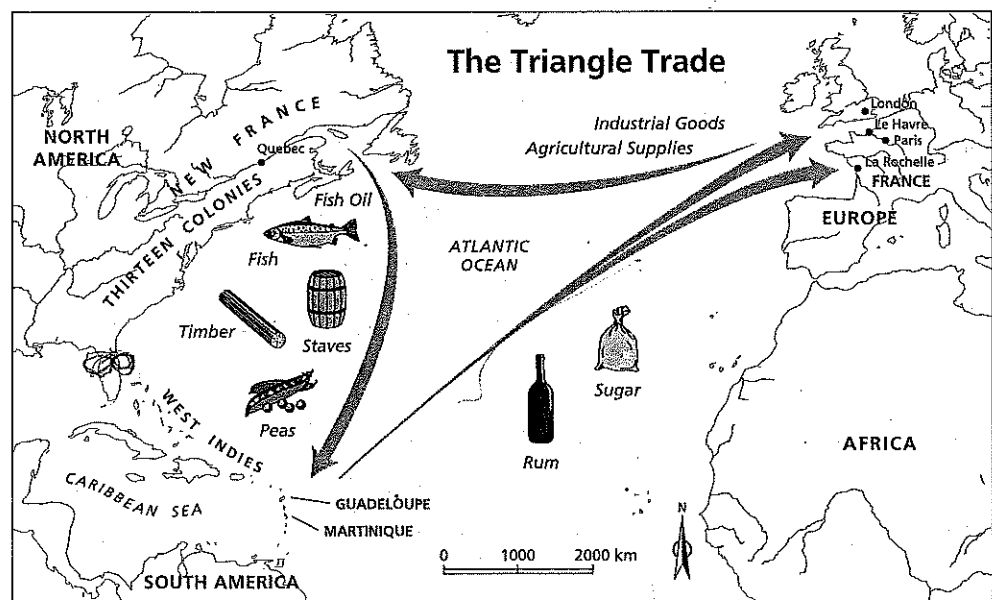 The Triangle Trade
London
Le Havre
Paris
La Rochelle
FRANCE
EUROPE
Industrial Goods
Agricultural Supplies
NORTH
AMERICA
NEW FRANCE
Quebec
THIRTEEN COLONIES
Fish Oil
Fish
ATLANTIC
OCEAN
Timber
Staves
Peas
Sugar
Rum
WEST INDIES
CARIBBEAN SEA
GUADELOUPE
MARTINIQUE
SOUTH AMERICA
AFRICA
N
0 1000 2000 km